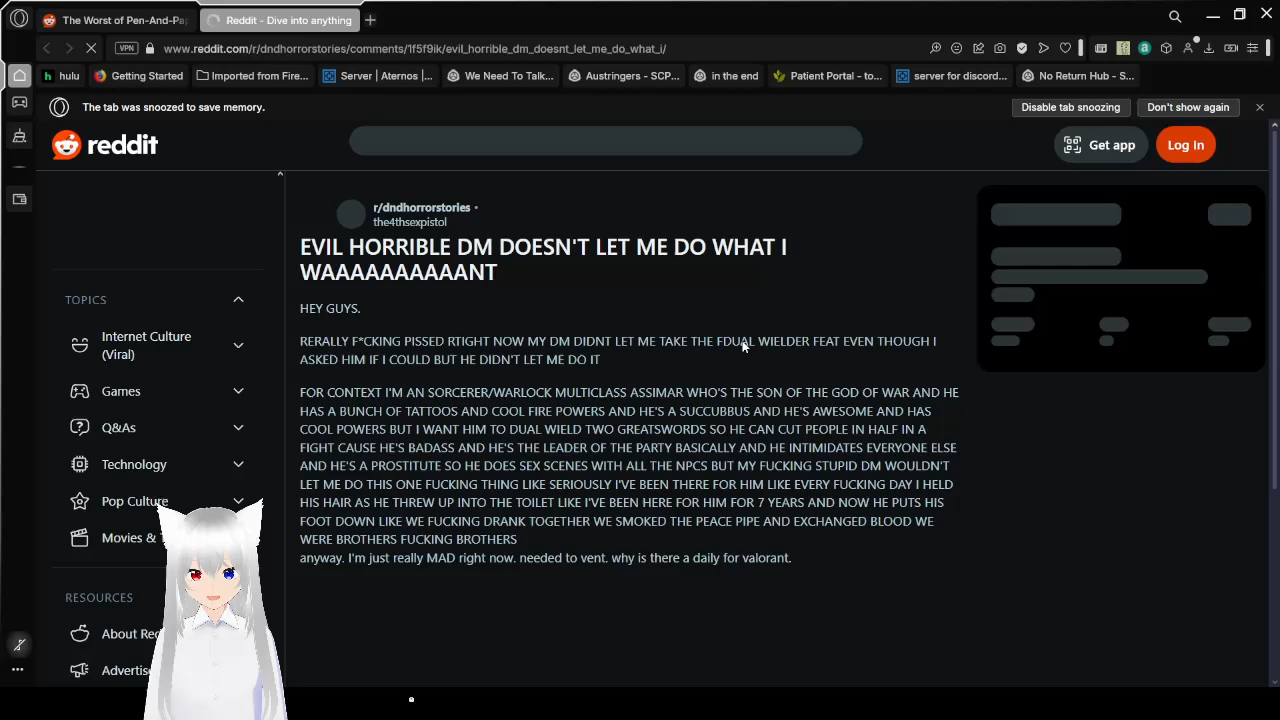 The Worst of Pen-And-Pa
Reddit - Dive into anything
VPN
www.reddit.com/r/dndhorrorstories/comments/1f5f9ik/evil_horrible_dm_doesnt_let_me_do_what_i/
hulu
Getting Started
Imported from Fire...
Server | Aternos |...
We Need To Talk...
Austringers - SCP...
in the end
Patient Portal - to...
server for discord...
No Return Hub - S...
The tab was snoozed to save memory.
Disable tab snoozing
Don't show again
reddit
Get app
Log In
r/dndhorrorstories •
the4thsexpistol
EVIL HORRIBLE DM DOESN'T LET ME DO WHAT I
WAAAAAAAAAANT
HEY GUYS.
RERALLY F*CKING PISSED RTIGHT NOW MY DM DIDNT LET ME TAKE THE FDUAL WIELDER FEAT EVEN THOUGH I
ASKED HIM IF I COULD BUT HE DIDN'T LET ME DO IT
FOR CONTEXT I'M AN SORCERER/WARLOCK MULTICLASS ASSIMAR WHO'S THE SON OF THE GOD OF WAR AND HE
HAS A BUNCH OF TATTOOS AND COOL FIRE POWERS AND HE'S A SUCCUBBUS AND HE'S AWESOME AND HAS
COOL POWERS BUT I WANT HIM TO DUAL WIELD TWO GREATSWORDS SO HE CAN CUT PEOPLE IN HALF IN A
FIGHT CAUSE HE'S BADASS AND HE'S THE LEADER OF THE PARTY BASICALLY AND HE INTIMIDATES EVERYONE ELSE
AND HE'S A PROSTITUTE SO HE DOES SEX SCENES WITH ALL THE NPCS BUT MY FUCKING STUPID DM WOULDN'T
LET ME DO THIS ONE FUCKING THING LIKE SERIOUSLY I'VE BEEN THERE FOR HIM LIKE EVERY FUCKING DAY I HELD
HIS HAIR AS HE THREW UP INTO THE TOILET LIKE I'VE BEEN HERE FOR HIM FOR 7 YEARS AND NOW HE PUTS HIS
FOOT DOWN LIKE WE FUCKING DRANK TOGETHER WE SMOKED THE PEACE PIPE AND EXCHANGED BLOOD WE
WERE BROTHERS FUCKING BROTHERS
anyway. I'm just really MAD right now. needed to vent. why is there a daily for valorant.
TOPICS
Internet Culture
(Viral)
Games
Q&As
Technology
Pop Culture
Movies &
RESOURCES
About Red
Advertise